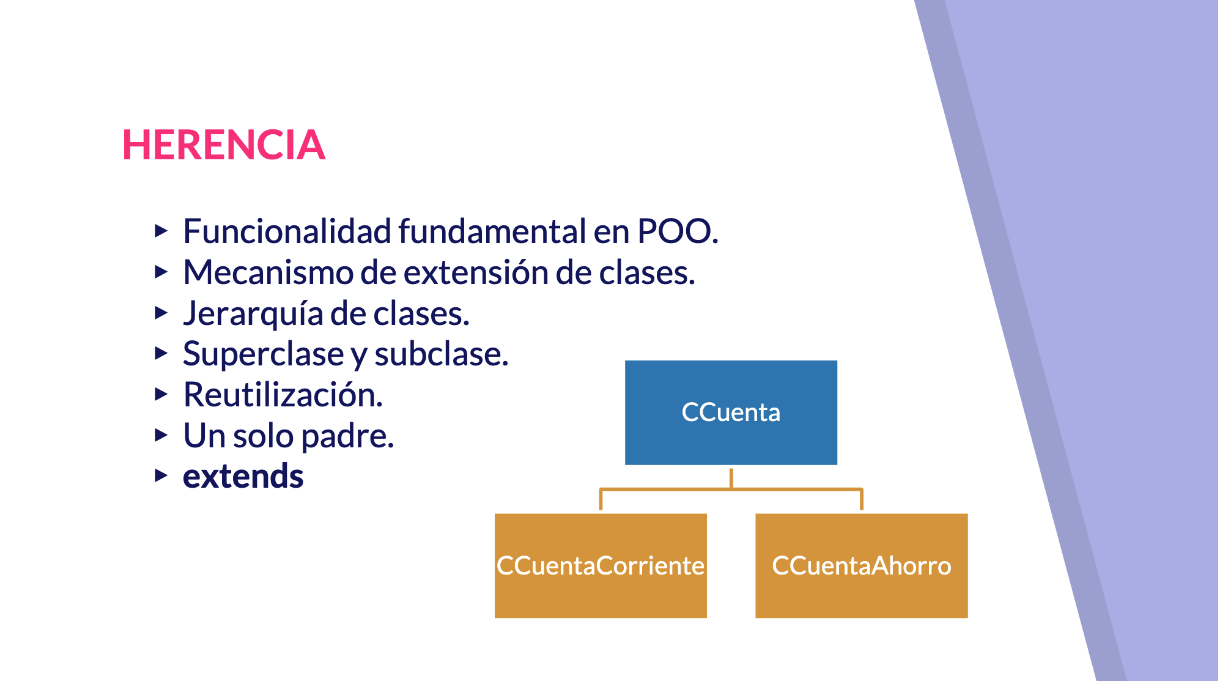 HERENCIA
▸ Funcionalidad fundamental en POO.
▸ Mecanismo de extensión de clases.
▸ Jerarquía de clases.
▸ Superclase y subclase.
▸ Reutilización.
▸ Un solo padre.
▸ extends
CCuenta
CCuentaCorriente
CCuentaAhorro